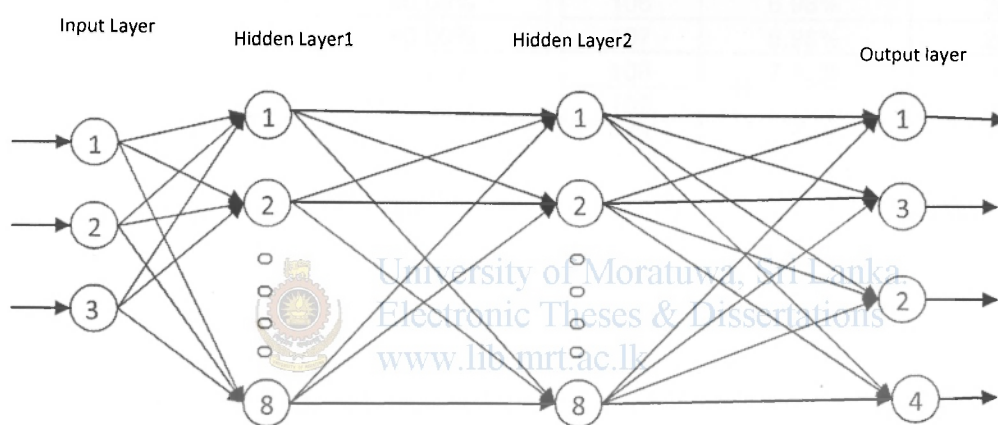 Input Layer
Hidden Layer1
Hidden Layer2
Output layer
1
1
1
1
2
2
2
3
3
2
8
8
4
University of Moratuwa, Sri Lanka.
Electronic Theses & Dissertations
www.lib.mrt.ac.lk